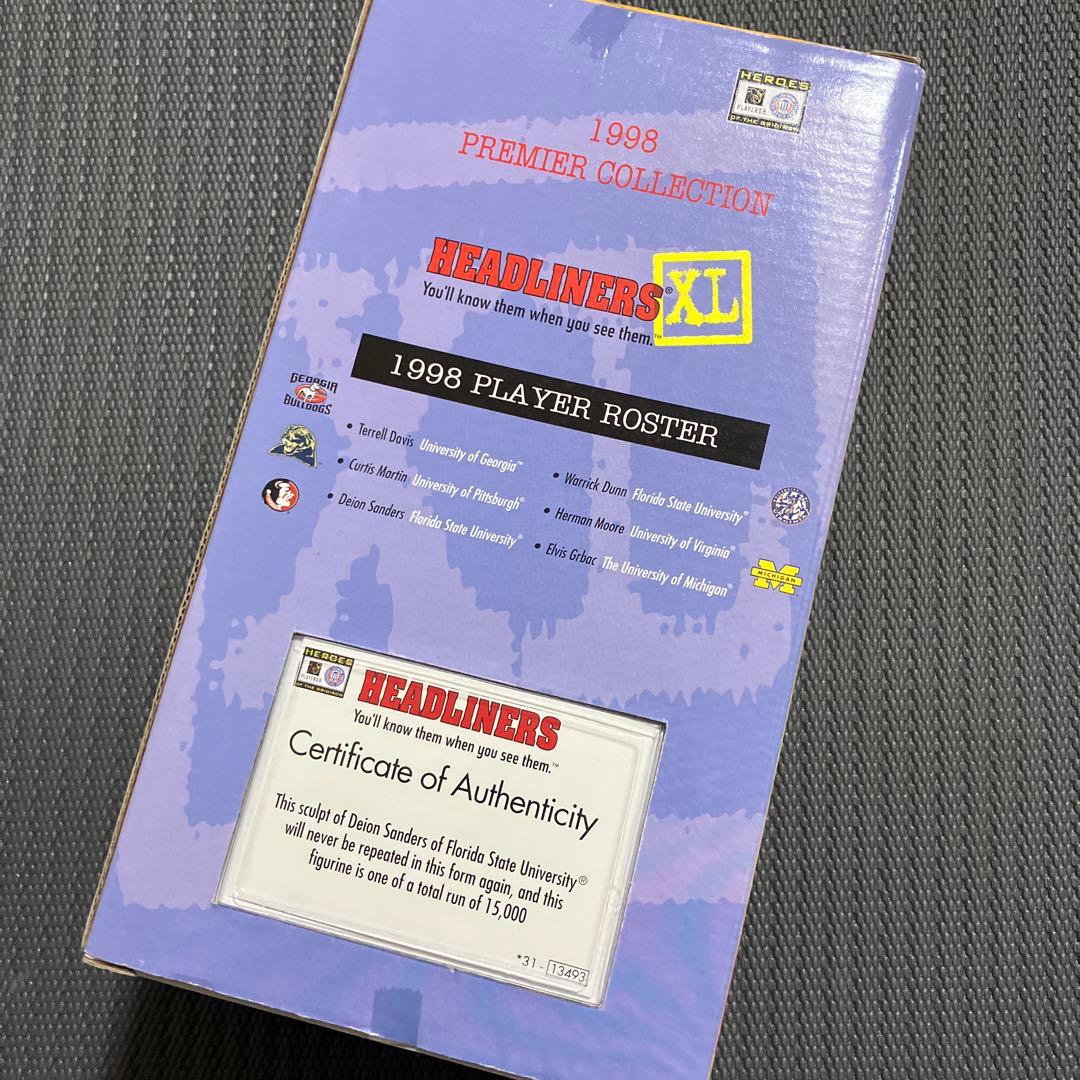 HEROES
PLAYERS
OF THE GRIDIRON
1998
PREMIER COLLECTION
HEADLINERS® XL
You'll know them when you see them.™
1998 PLAYER ROSTER
GEORGIA
BULLDOGS
• Terrell Davis University of Georgia™
• Curtis Martin University of Pittsburgh®
• Deion Sanders Florida State University®
• Warrick Dunn Florida State University®
• Herman Moore University of Virginia®
• Elvis Grbac The University of Michigan®
MICHIGAN
HEROES
PLAYERS
OF THE GRIDIRON
HEADLINERS
You'll know them when you see them.™
Certificate of Authenticity
This sculpt of Deion Sanders of Florida State University®
will never be repeated in this form again, and this
figurine is one of a total run of 15,000
*31 - 13493